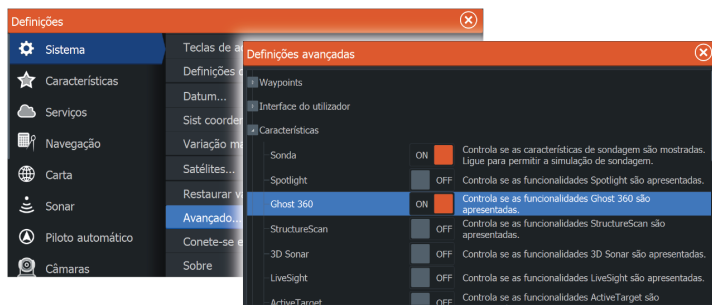 Definições
Sistema
Características
Serviços
Navegação
Carta
Sonar
Piloto automático
Câmaras
Teclas de
Definições
Datum...
Sist
Variação
Satélites...
Restaurar
Avançado...
Conete-se
Sobre
Definições avançadas
Waypoints
Interface do utilizador
Características
Sonda ON Controla se as características de sondagem são mostradas.
Ligue para permitir a simulação de sondagem.
Spotlight OFF Controla se as funcionalidades Spotlight são apresentadas.
Ghost 360 ON Controla se as funcionalidades Ghost 360 são
apresentadas.
StructureScan OFF Controla se as funcionalidades StructureScan são
apresentadas.
3D Sonar OFF Controla se as funcionalidades 3D Sonar são apresentadas.
LiveSight OFF Controla se as funcionalidades LiveSight são apresentadas.
ActiveTarget OFF Controla se as funcionalidades ActiveTarget são